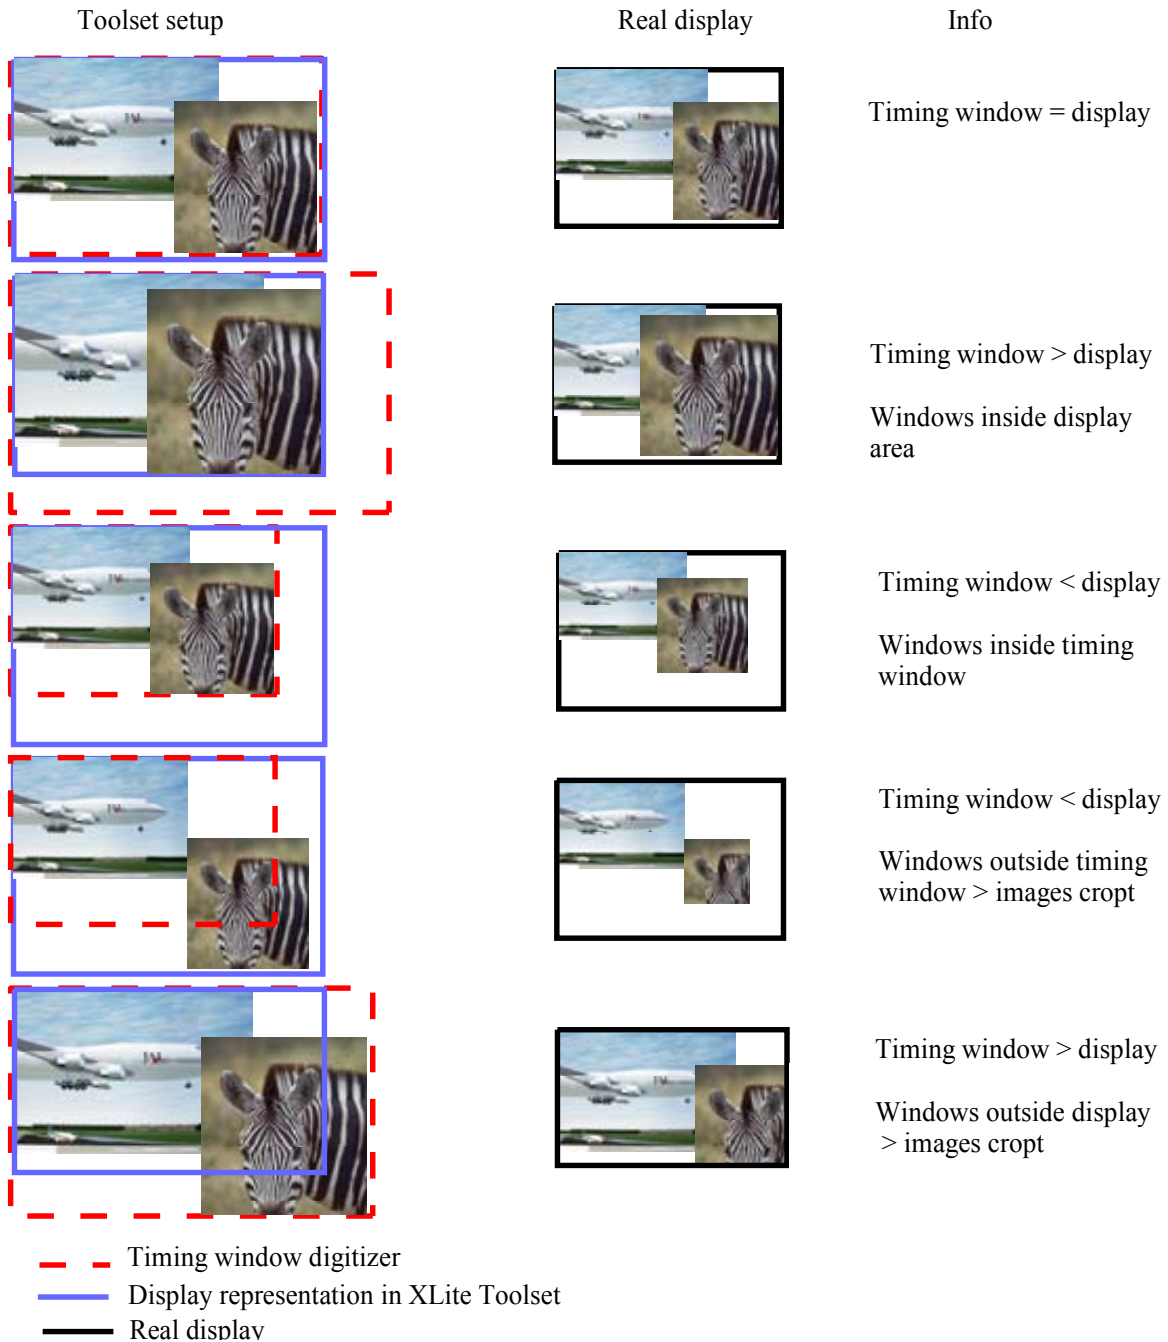 Toolset setup Real display Info
Timing window = display
Timing window > display
Windows inside display
area
Timing window < display
Windows inside timing
window
Timing window < display
Windows outside timing
window > images cropt
Timing window > display
Windows outside display
> images cropt
Timing window digitizer
Display representation in XLite Toolset
Real display